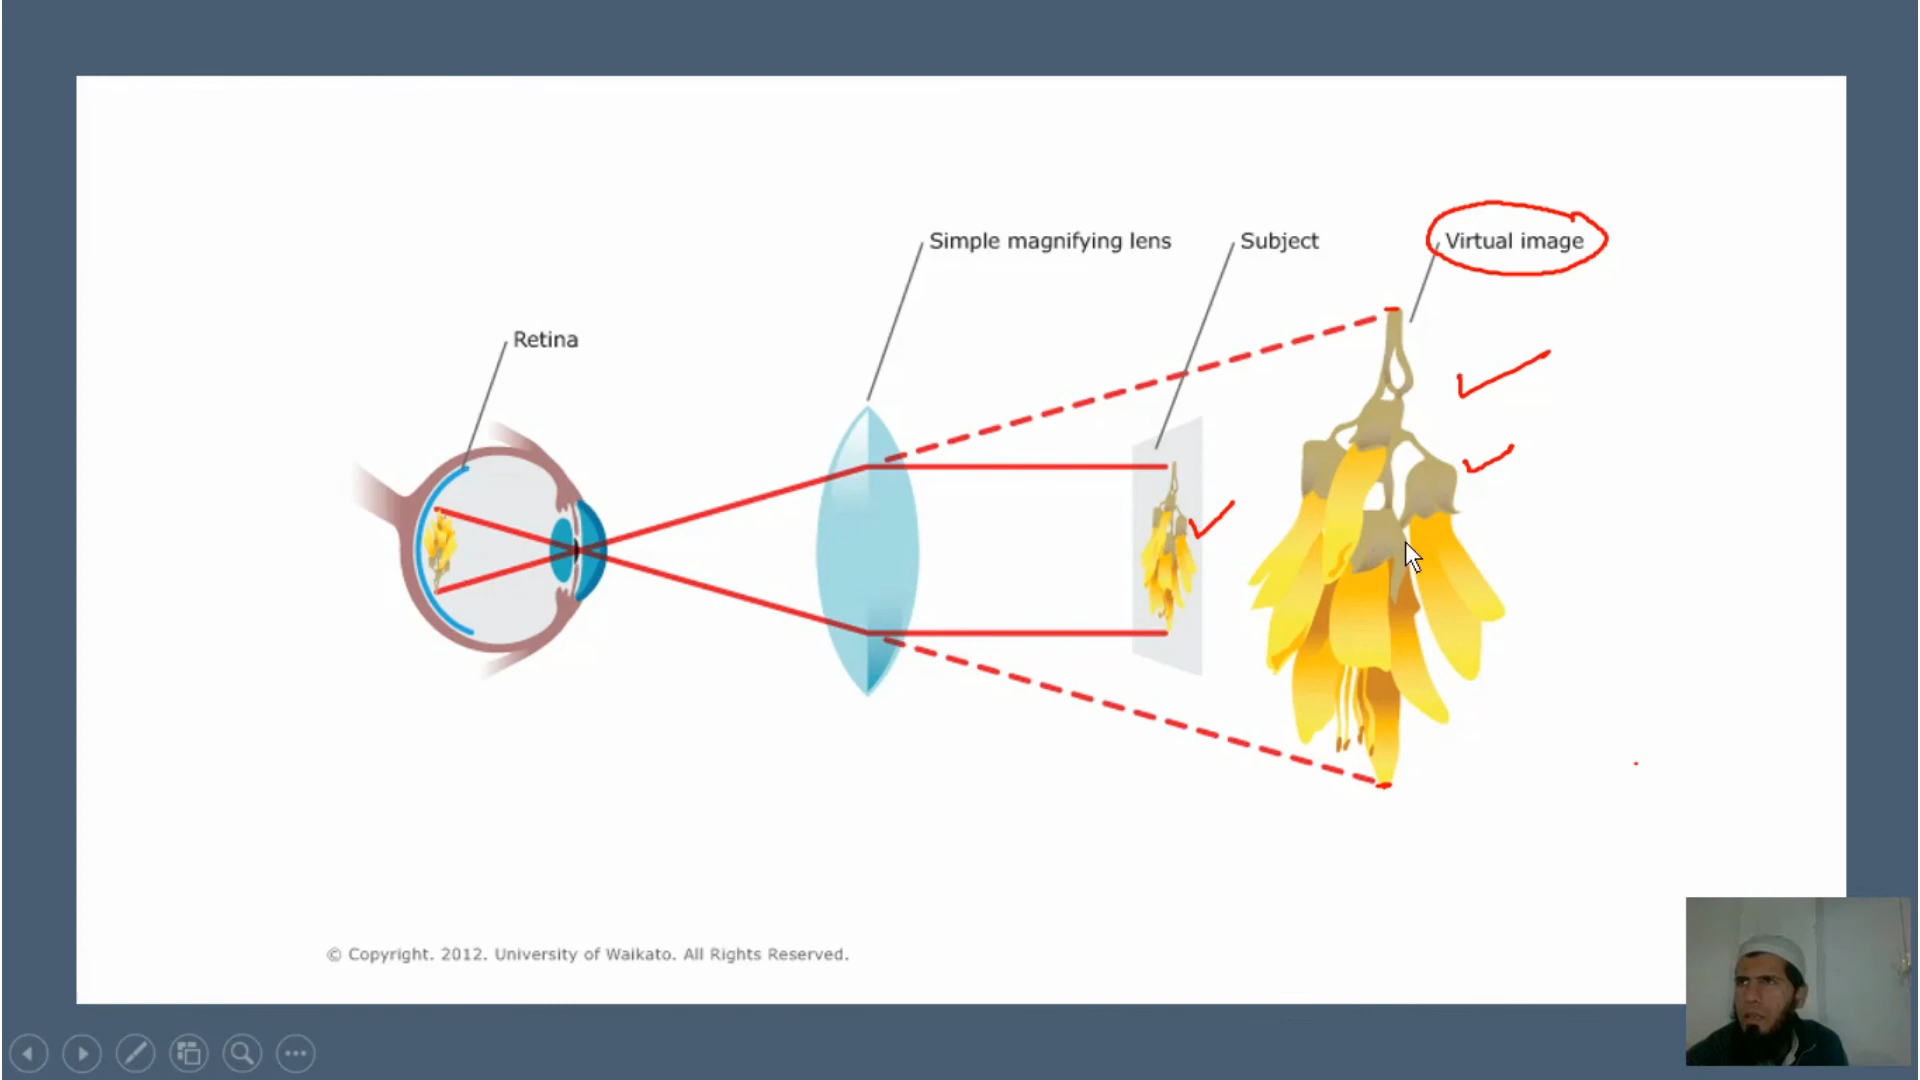 Simple magnifying lens
Subject
Virtual image
Retina
© Copyright. 2012. University of Waikato. All Rights Reserved.